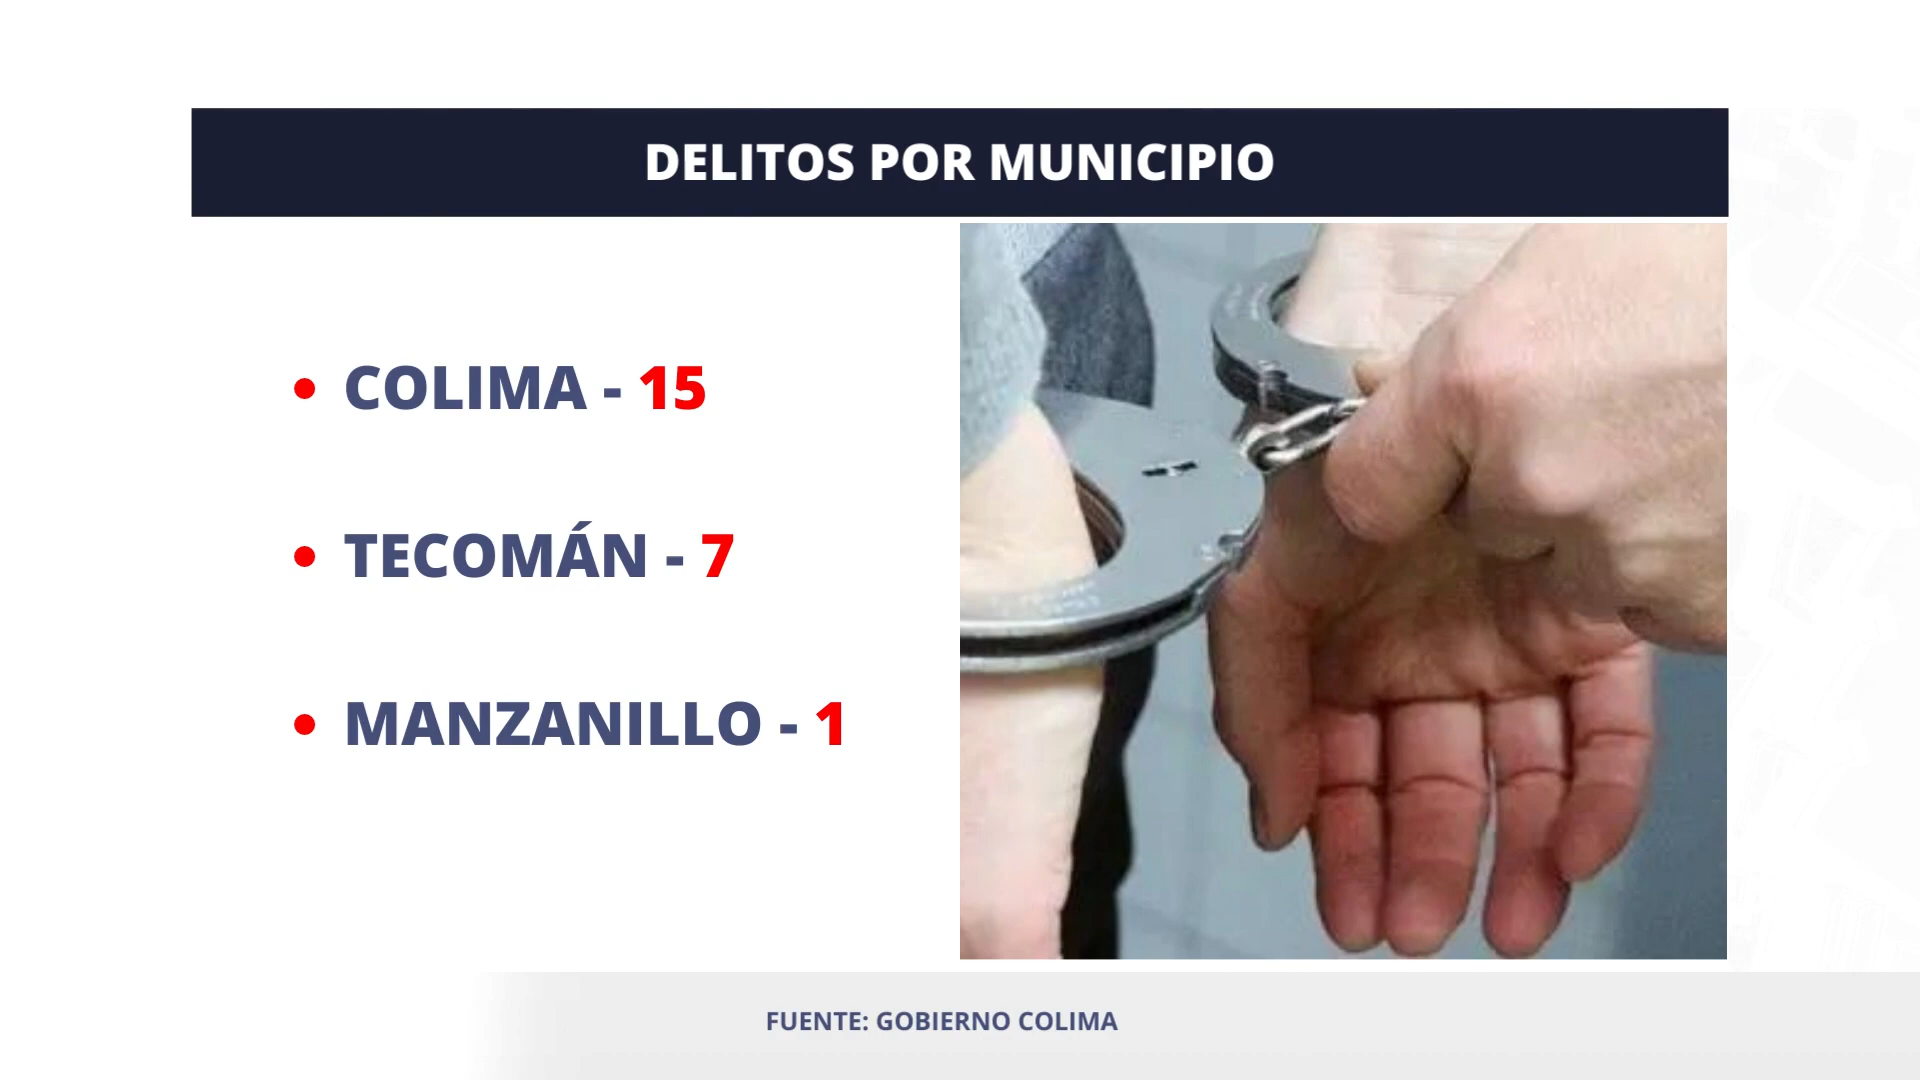 DELITOS POR MUNICIPIO
COLIMA - 15
TECOMÁN - 7
MANZANILLO - 1
FUENTE: GOBIERNO COLIMA